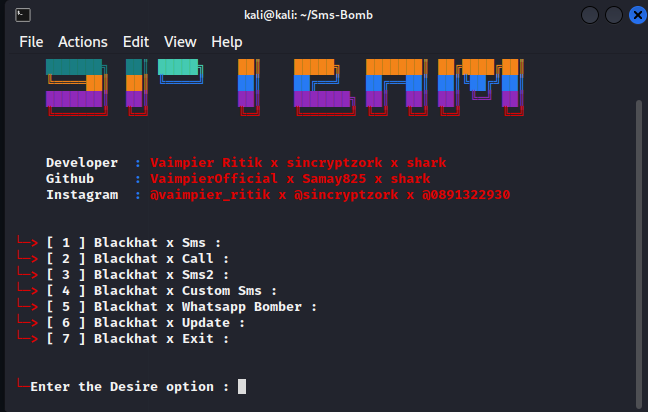 kali@kali: ~/Sms-Bomb
File Actions Edit View Help
Developer : Vaimpier Ritik x sincryptzork x shark
Github : VaimpierOfficial x Samay825 x shark
Instagram : @vaimpier_ritik x @sincryptzork x @0891322930
[ 1 ] Blackhat x Sms :
[ 2 ] Blackhat x Call :
[ 3 ] Blackhat x Sms2 :
[ 4 ] Blackhat x Custom Sms :
[ 5 ] Blackhat x Whatsapp Bomber :
[ 6 ] Blackhat x Update :
[ 7 ] Blackhat x Exit :
Enter the Desire option :